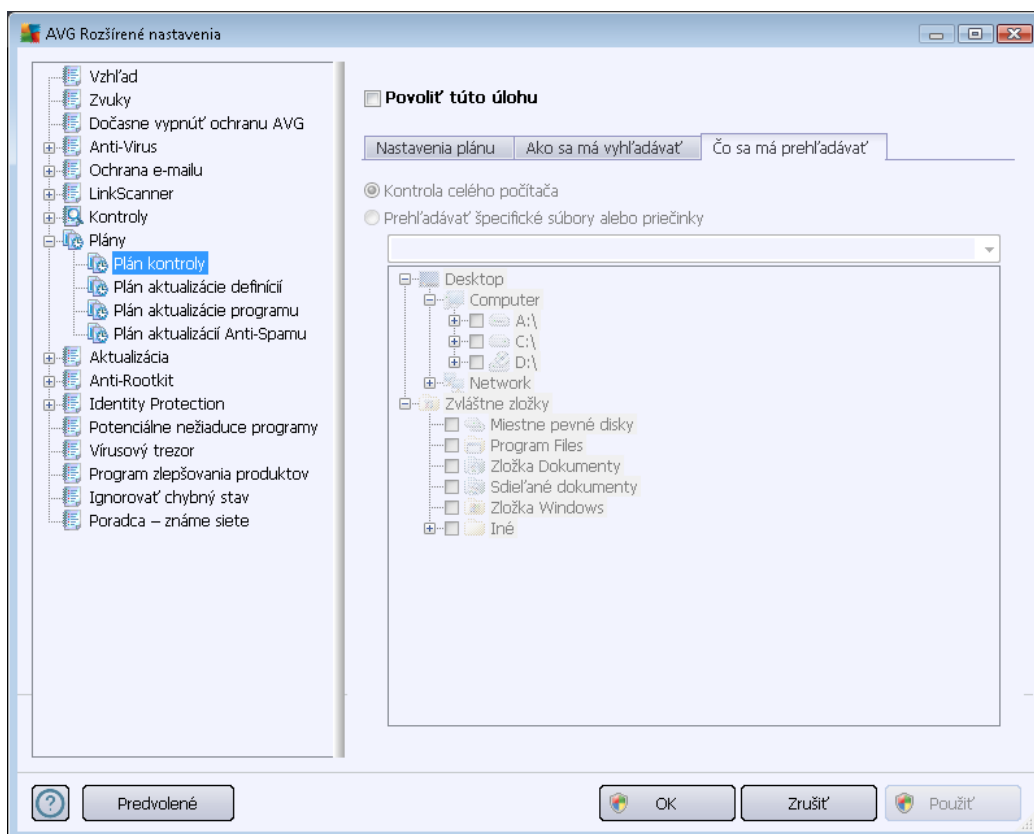 AVG Rozšírené nastavenia
Vzhľad
Zvuky
Dočasne vypnúť ochranu AVG
Anti-Virus
Ochrana e-mailu
LinkScanner
Kontroly
Plány
Plán kontroly
Plán aktualizácie definícií
Plán aktualizácie programu
Plán aktualizácií Anti-Spamu
Aktualizácia
Anti-Rootkit
Identity Protection
Potenciálne nežiaduce programy
Vírusový trezor
Program zlepšovania produktov
Ignorovať chybný stav
Poradca – známe siete
Povoliť túto úlohu
Nastavenia plánu
Ako sa má vyhľadávať
Čo sa má prehľadávať
Kontrola celého počítača
Prehľadávať špecifické súbory alebo priečinky
Desktop
Computer
A:\
C:\
D:\
Network
Zvláštne zložky
Miestne pevné disky
Program Files
Zložka Dokumenty
Sdieľané dokumenty
Zložka Windows
Iné
?
Predvolené
OK
Zrušiť
Použiť